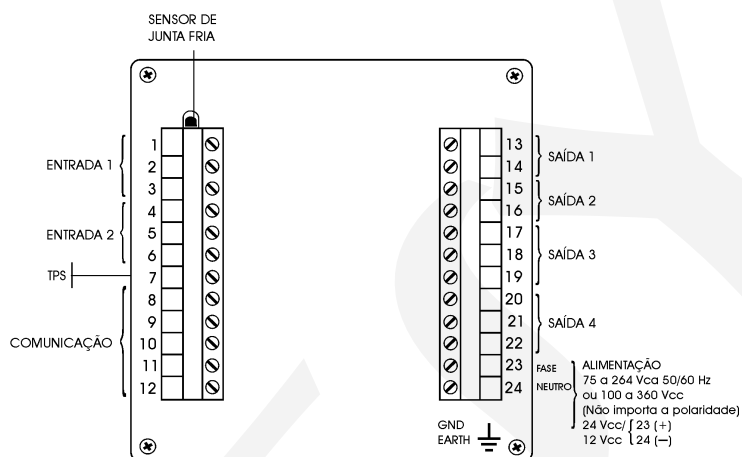 SENSOR DE
JUNTA FRIA
ENTRADA 1
1
2
3
ENTRADA 2
4
5
6
TPS
7
COMUNICAÇÃO
8
9
10
11
12
13
14
SAÍDA 1
15
16
SAÍDA 2
17
18
19
SAÍDA 3
20
21
22
SAÍDA 4
23 FASE
24 NEUTRO
ALIMENTAÇÃO
75 a 264 Vca 50/60 Hz
ou 100 a 360 Vcc
(Não importa a polaridade)
24 Vcc/ 23 (+)
12 Vcc 24 (—)
GND
EARTH